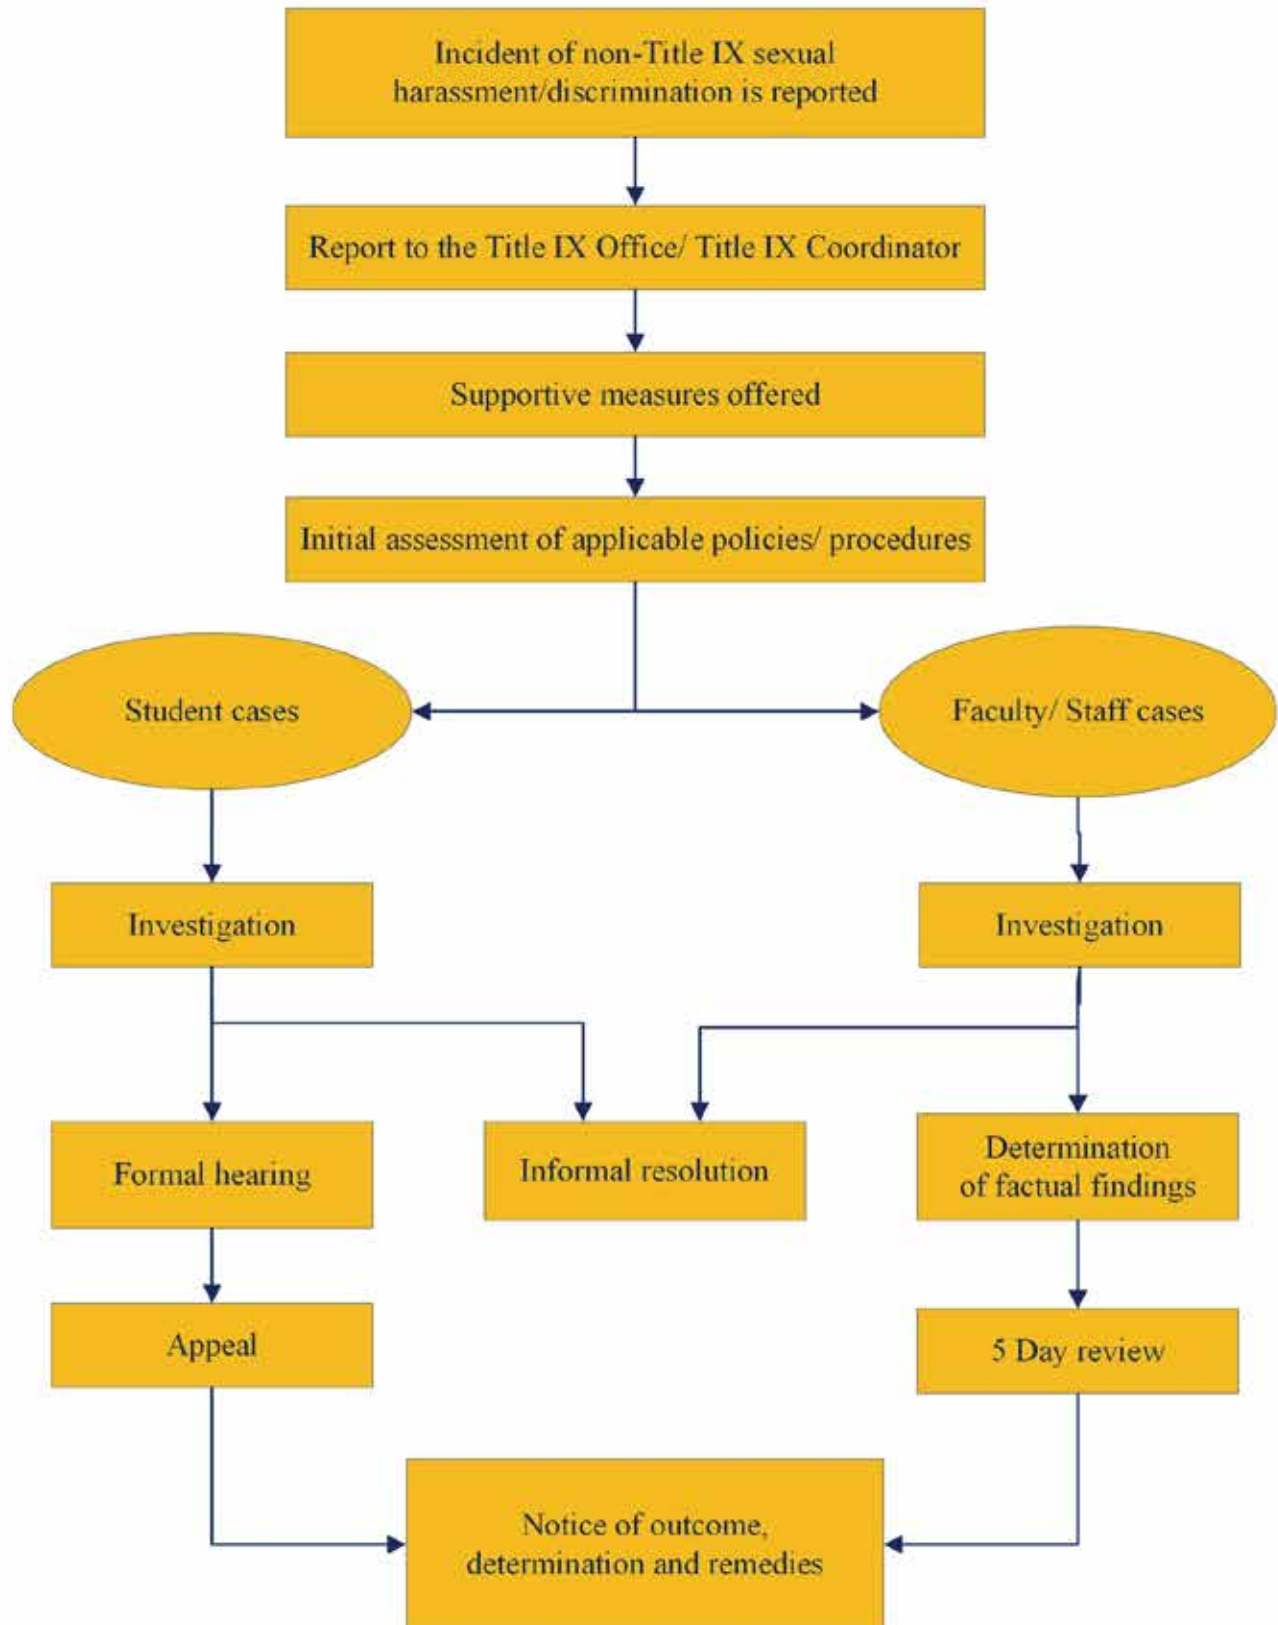 Incident of non-Title IX sexual
harassment/discrimination is reported
Report to the Title IX Office/ Title IX Coordinator
Supportive measures offered
Initial assessment of applicable policies/ procedures
Student cases
Faculty/ Staff cases
Investigation
Investigation
Formal hearing
Informal resolution
Determination
of factual findings
Appeal
5 Day review
Notice of outcome,
determination and remedies